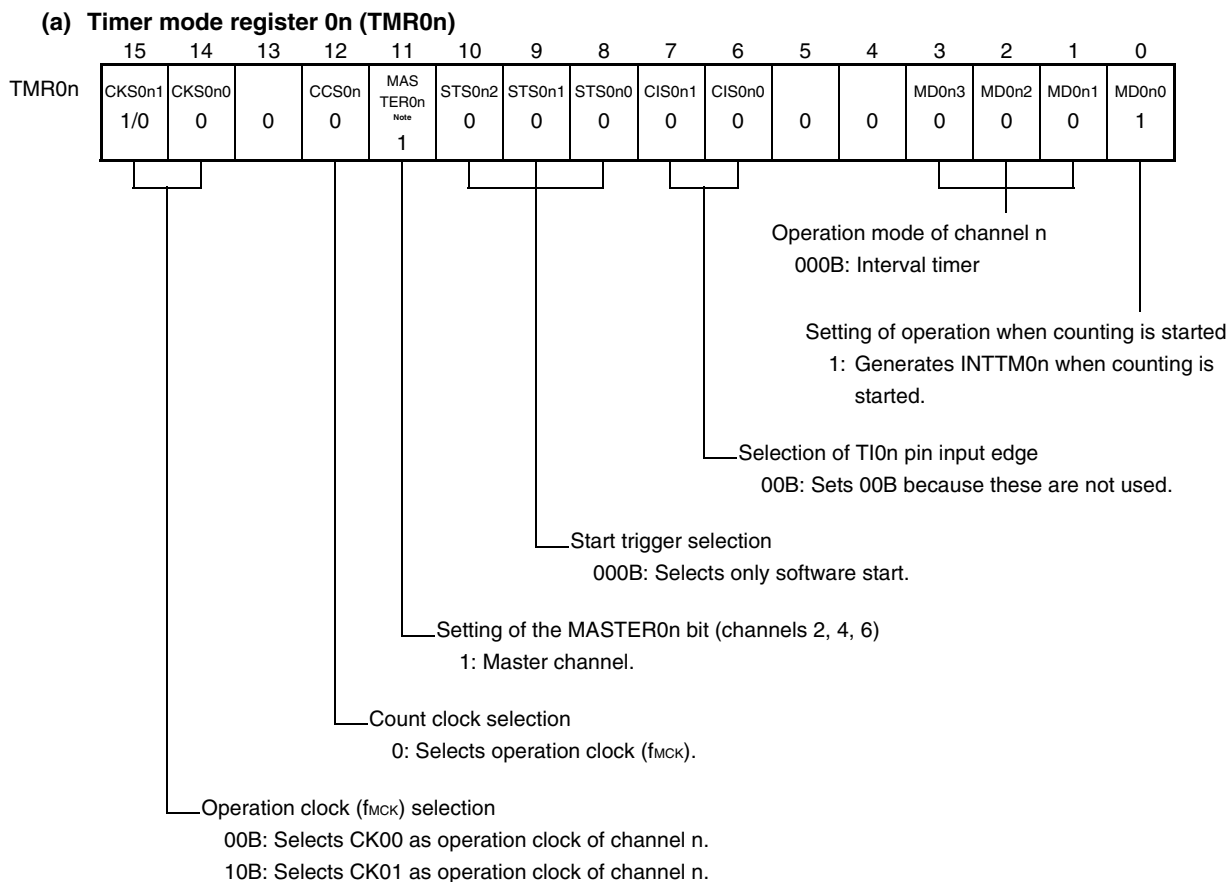 (a) Timer mode register 0n (TMR0n)
15 14 13 12 11 10 9 8 7 6 5 4 3 2 1 0
TMR0n
CKS0n1 CKS0n0 CCS0n MAS STS0n2 STS0n1 STS0n0 CIS0n1 CIS0n0 MD0n3 MD0n2 MD0n1 MD0n0
TER0n
Note
1/0 0 0 0 1 0 0 0 0 0 0 0 0 0 0 1
Operation mode of channel n
000B: Interval timer
Setting of operation when counting is started
1: Generates INTTM0n when counting is
started.
Selection of TI0n pin input edge
00B: Sets 00B because these are not used.
Start trigger selection
000B: Selects only software start.
Setting of the MASTER0n bit (channels 2, 4, 6)
1: Master channel.
Count clock selection
0: Selects operation clock (fMCK).
Operation clock (fMCK) selection
00B: Selects CK00 as operation clock of channel n.
10B: Selects CK01 as operation clock of channel n.